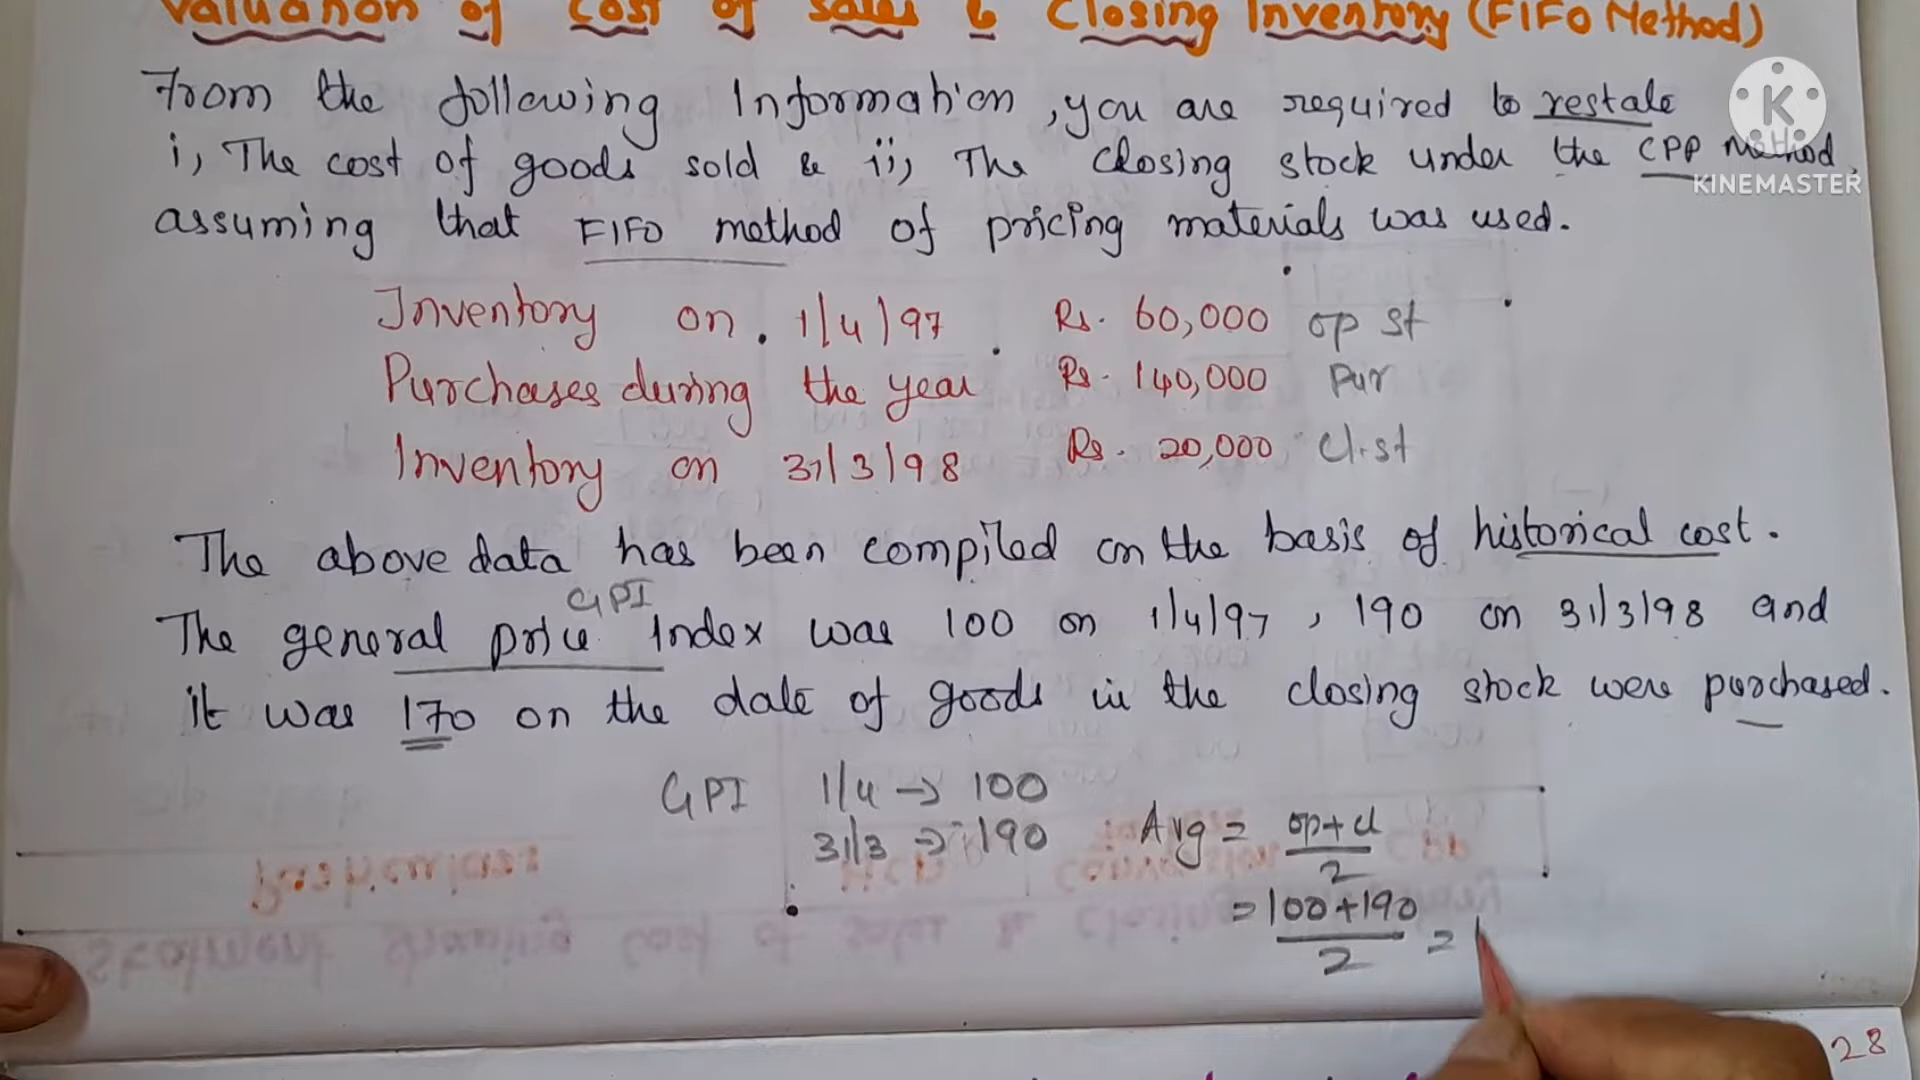 Valuation of Cost of Sales & Closing Inventory (FIFO Method)
From the following Information, you are required to restate
i, The cost of goods sold & ii, The closing stock under the CPP Method,
assuming that FIFO method of pricing materials was used.
Inventory on 1/4/97 Rs. 60,000 op st
Purchases during the year Rs. 140,000 Pur
Inventory on 31/3/98 Rs. 20,000 Cl.st
The above data has been compiled on the basis of historical cost.
GPI
The general price index was 100 on 1/4/97, 190 on 31/3/98 and
it was 170 on the date of goods in the closing stock were purchased.
GPI 1/4 → 100
31/3 → 190
Avg = op+cl
2
= 100+190
2 =
28
K
KINEMASTER